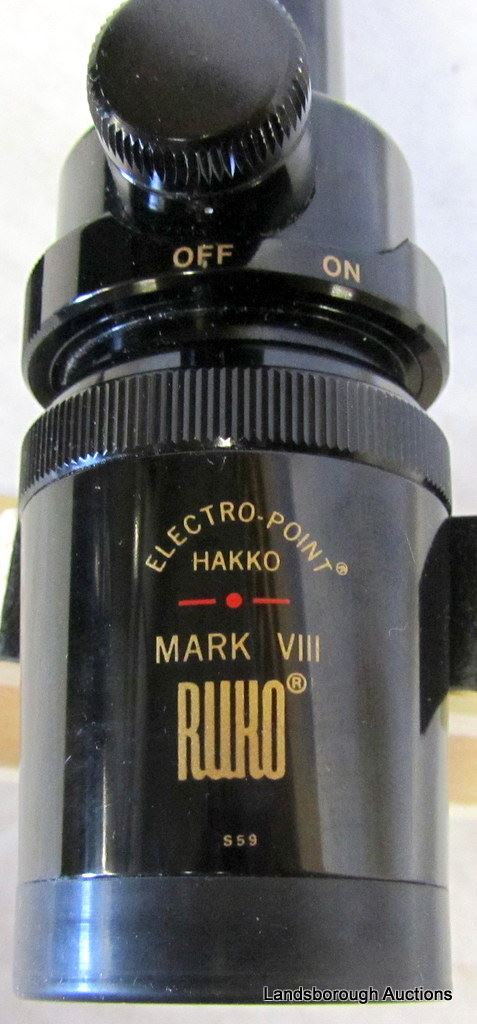 OFF ON
ELECTRO-POINT®
HAKKO
MARK VIII
RUKO®
S59
Landsborough Auctions